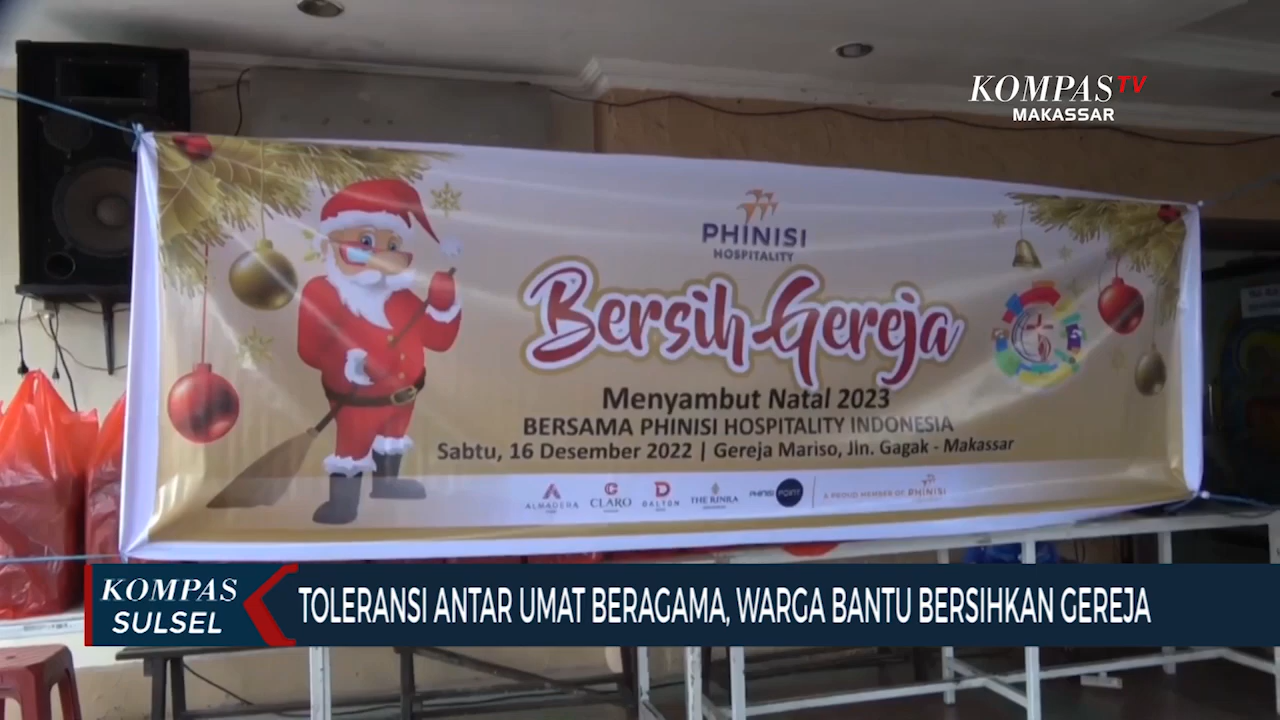 KOMPAS TV
MAKASSAR
PHINISI
HOSPITALITY
Bersih Gereja
Menyambut Natal 2023
BERSAMA PHINISI HOSPITALITY INDONESIA
Sabtu, 16 Desember 2022 | Gereja Mariso, Jln. Gagak - Makassar
ALMADERA CLARO DALTON THE RINRA PHINISI POINT | A PROUD MEMBER OF PHINISI
KOMPAS
SULSEL
TOLERANSI ANTAR UMAT BERAGAMA, WARGA BANTU BERSIHKAN GEREJA